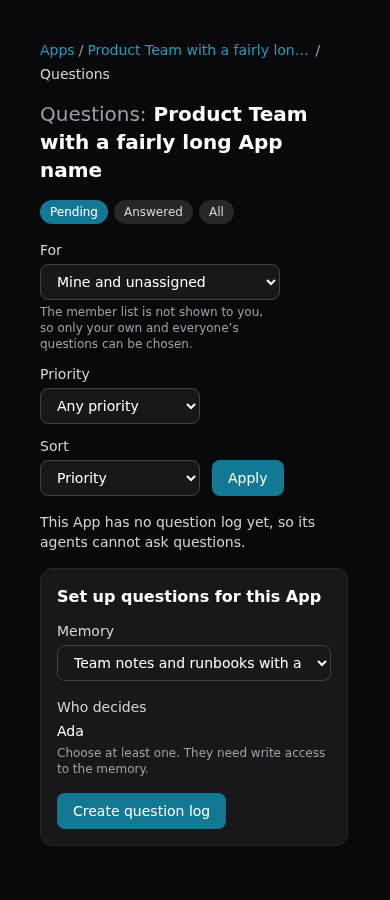 Apps / Product Team with a fairly lon… /
Questions
Questions: Product Team
with a fairly long App
name
Pending Answered All
For
Mine and unassigned
The member list is not shown to you,
so only your own and everyone’s
questions can be chosen.
Priority
Any priority
Sort
Priority Apply
This App has no question log yet, so its
agents cannot ask questions.
Set up questions for this App
Memory
Team notes and runbooks with a
Who decides
Ada
Choose at least one. They need write access
to the memory.
Create question log